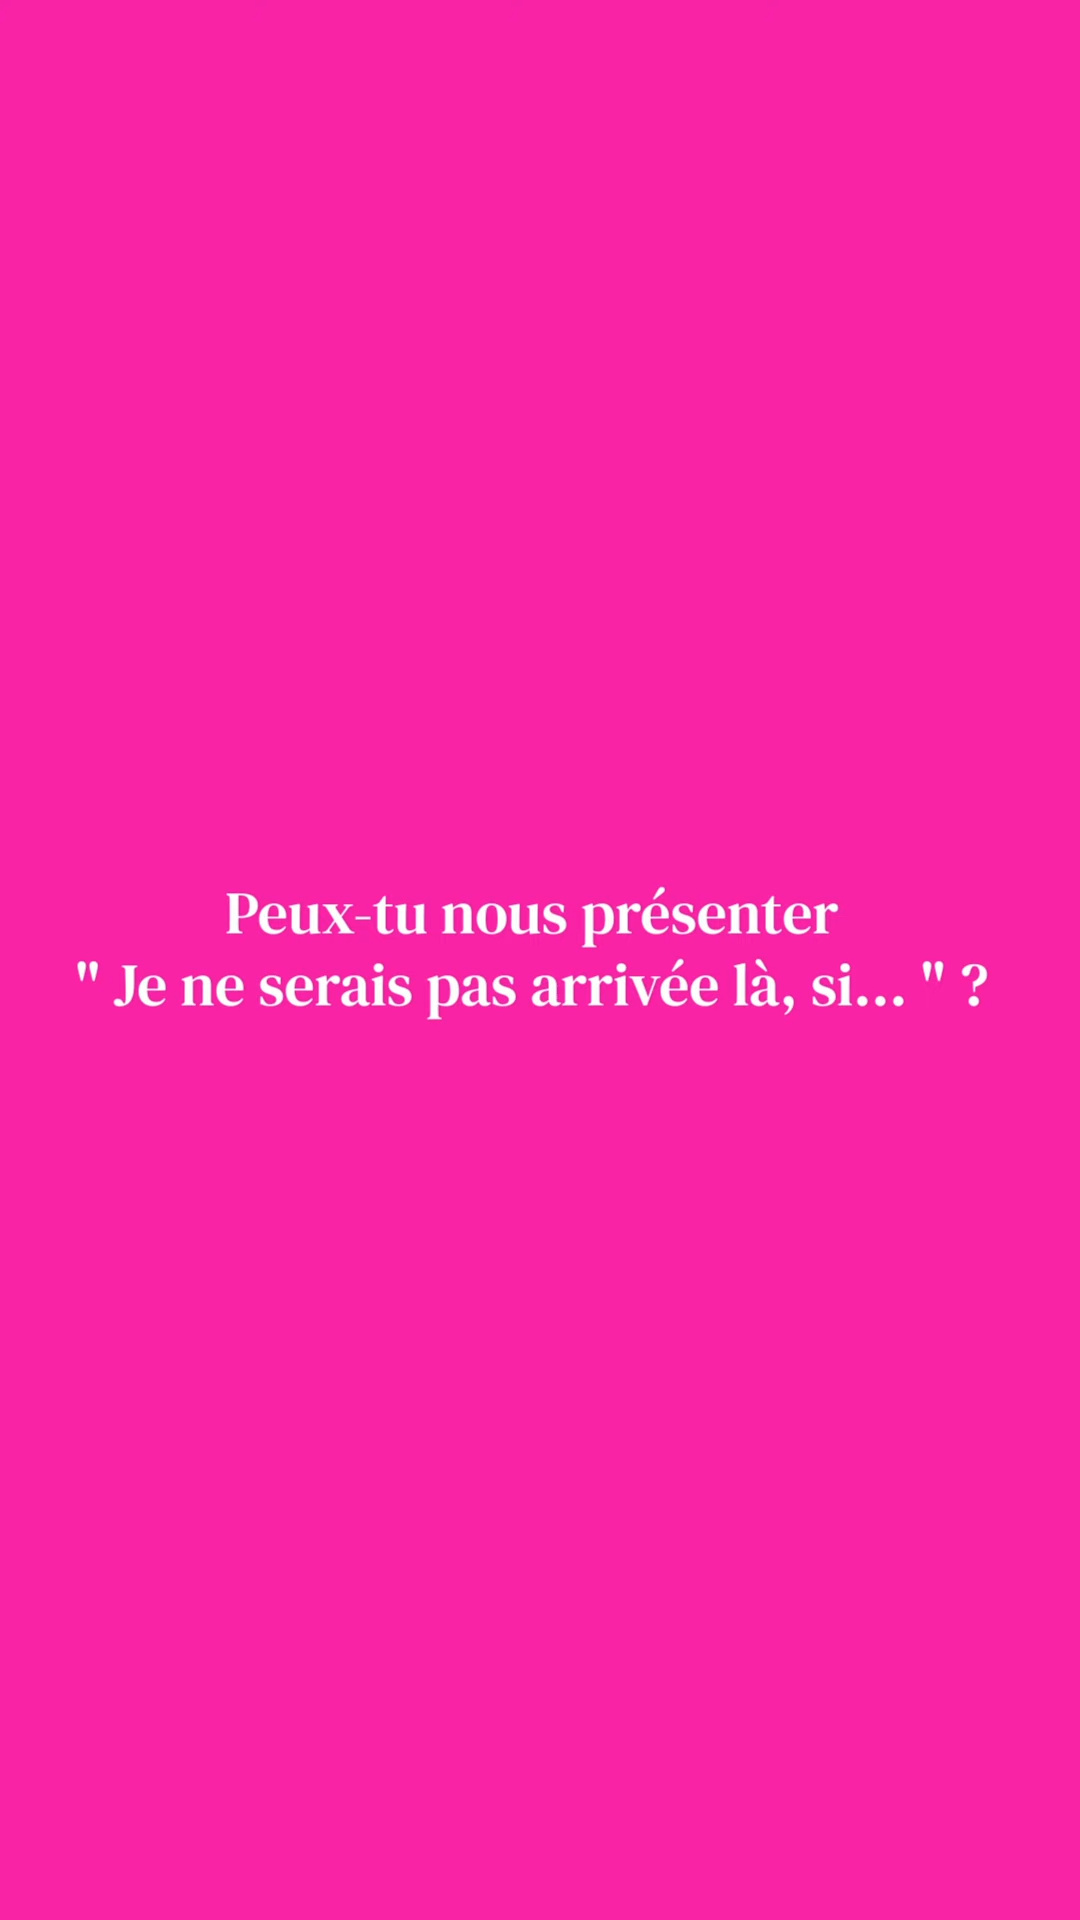 Peux-tu nous présenter
" Je ne serais pas arrivée là, si... " ?